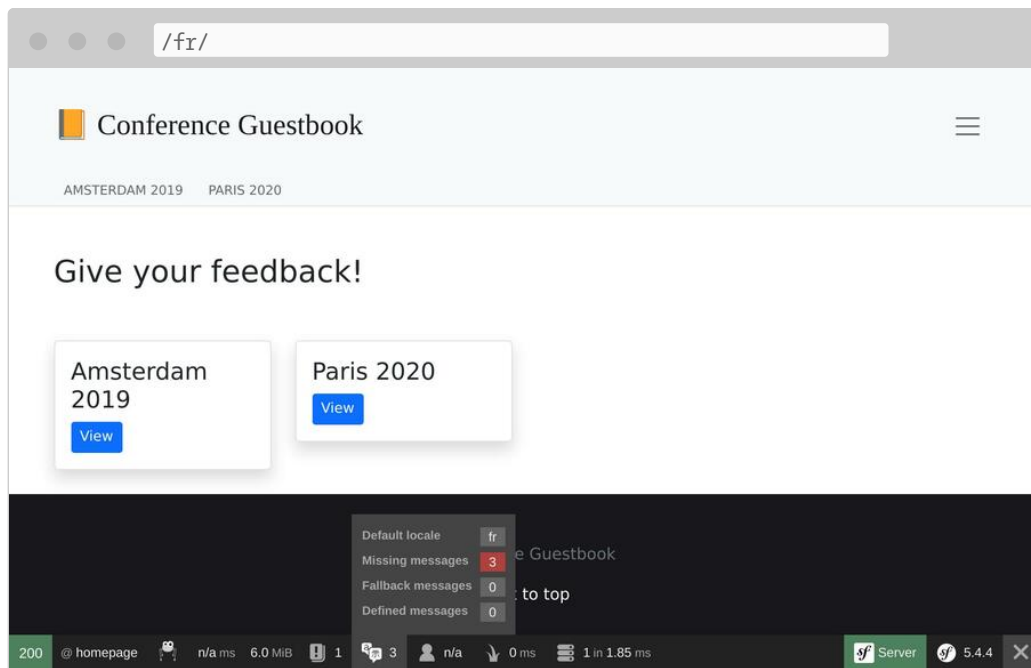 /fr/
Conference Guestbook
AMSTERDAM 2019 PARIS 2020
Give your feedback!
Amsterdam
2019
View
Paris 2020
View
Default locale fr
Missing messages 3
Fallback messages 0
Defined messages 0
e Guestbook
to top
200 @ homepage n/a ms 6.0 MiB 1 3 n/a 0 ms 1 in 1.85 ms sf Server sf 5.4.4